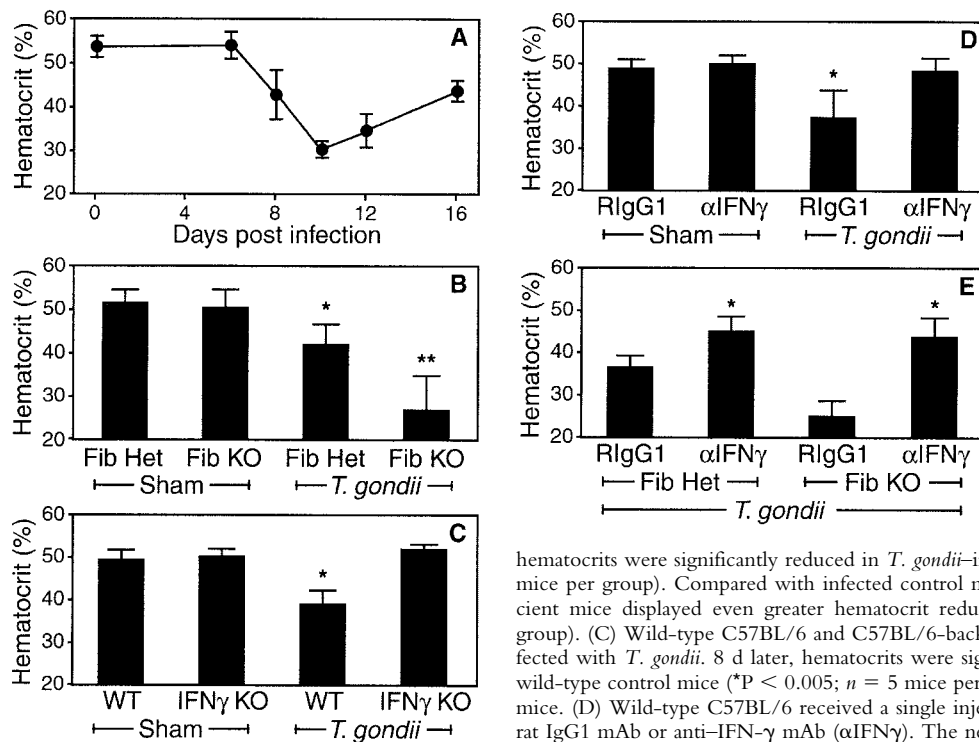 A
Hematocrit (%)
60
50
40
30
20
0 4 8 12 16
Days post infection
B
Hematocrit (%)
60
50
40
30
20
* **
Fib Het Fib KO Fib Het Fib KO
Sham T. gondii
C
Hematocrit (%)
60
50
40
30
20
*
WT IFNγ KO WT IFNγ KO
Sham T. gondii
D
Hematocrit (%)
60
50
40
30
20
*
RIgG1 αIFNγ RIgG1 αIFNγ
Sham T. gondii
E
Hematocrit (%)
60
50
40
30
20
* *
RIgG1 αIFNγ RIgG1 αIFNγ
Fib Het Fib KO
T. gondii
hematocrits were significantly reduced in T. gondii–i
mice per group). Compared with infected control m
cient mice displayed even greater hematocrit redu
group). (C) Wild-type C57BL/6 and C57BL/6-bac
fected with T. gondii. 8 d later, hematocrits were sig
wild-type control mice (*P < 0.005; n = 5 mice per
mice. (D) Wild-type C57BL/6 received a single inje
rat IgG1 mAb or anti–IFN-γ mAb (αIFNγ). The n